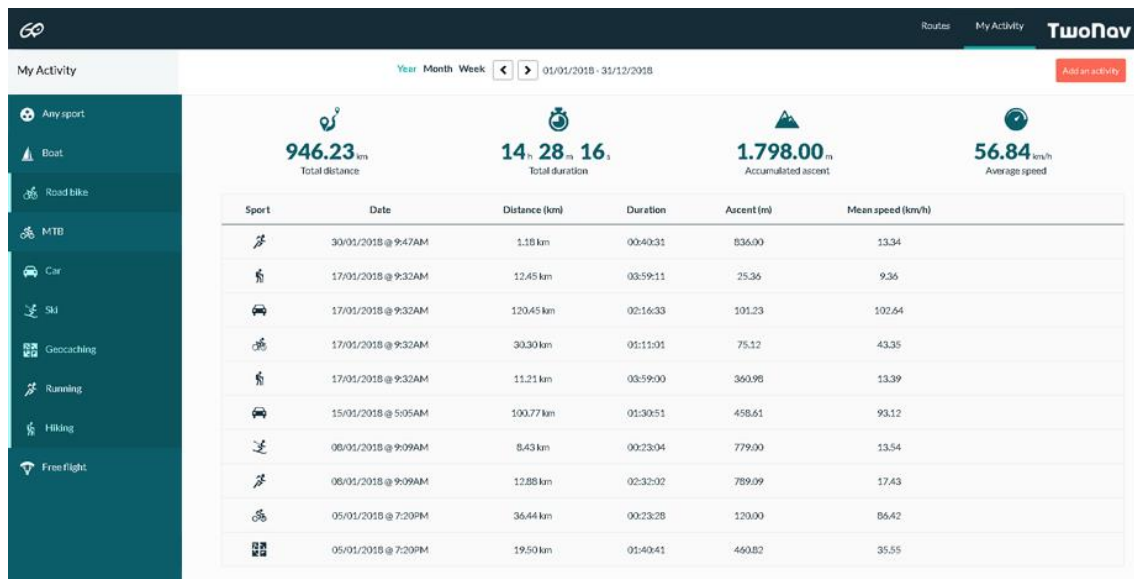 GO
Routes My Activity TwoNav
My Activity
Year Month Week 01/01/2018 - 31/12/2018
Add an activity
Any sport
Boat
Road bike
MTB
Car
Ski
Geocaching
Running
Hiking
Free flight
946.23 km
Total distance
14 h 28 m 16 s
Total duration
1.798.00 m
Accumulated ascent
56.84 km/h
Average speed
Sport Date Distance (km) Duration Ascent (m) Mean speed (km/h)
30/01/2018 @ 9:47AM 1.18 km 00:40:31 836.00 13.34
17/01/2018 @ 9:32AM 12.45 km 03:59:11 25.36 9.36
17/01/2018 @ 9:32AM 120.45 km 02:16:33 101.23 102.64
17/01/2018 @ 9:32AM 30.30 km 01:11:01 75.12 43.35
17/01/2018 @ 9:32AM 11.21 km 03:59:00 360.98 13.39
15/01/2018 @ 5:05AM 100.77 km 01:30:51 458.61 93.12
08/01/2018 @ 9:09AM 8.43 km 00:23:04 779.00 13.54
08/01/2018 @ 9:09AM 12.88 km 02:32:02 789.09 17.43
05/01/2018 @ 7:20PM 36.44 km 00:23:28 120.00 86.42
05/01/2018 @ 7:20PM 19.50 km 01:40:41 460.82 35.55